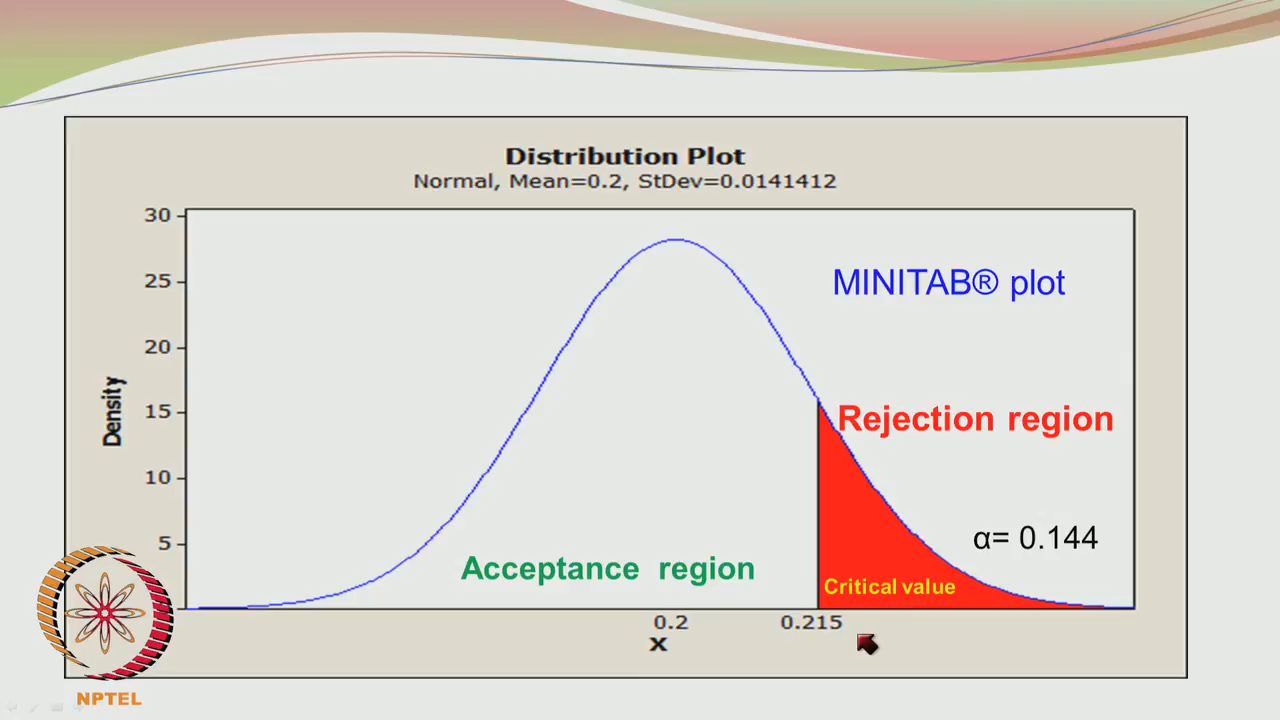 Distribution Plot
Normal, Mean=0.2, StDev=0.0141412
30
25
20
15
10
5
Density
MINITAB® plot
Rejection region
α= 0.144
Acceptance region
Critical value
0.2
0.215
X
NPTEL